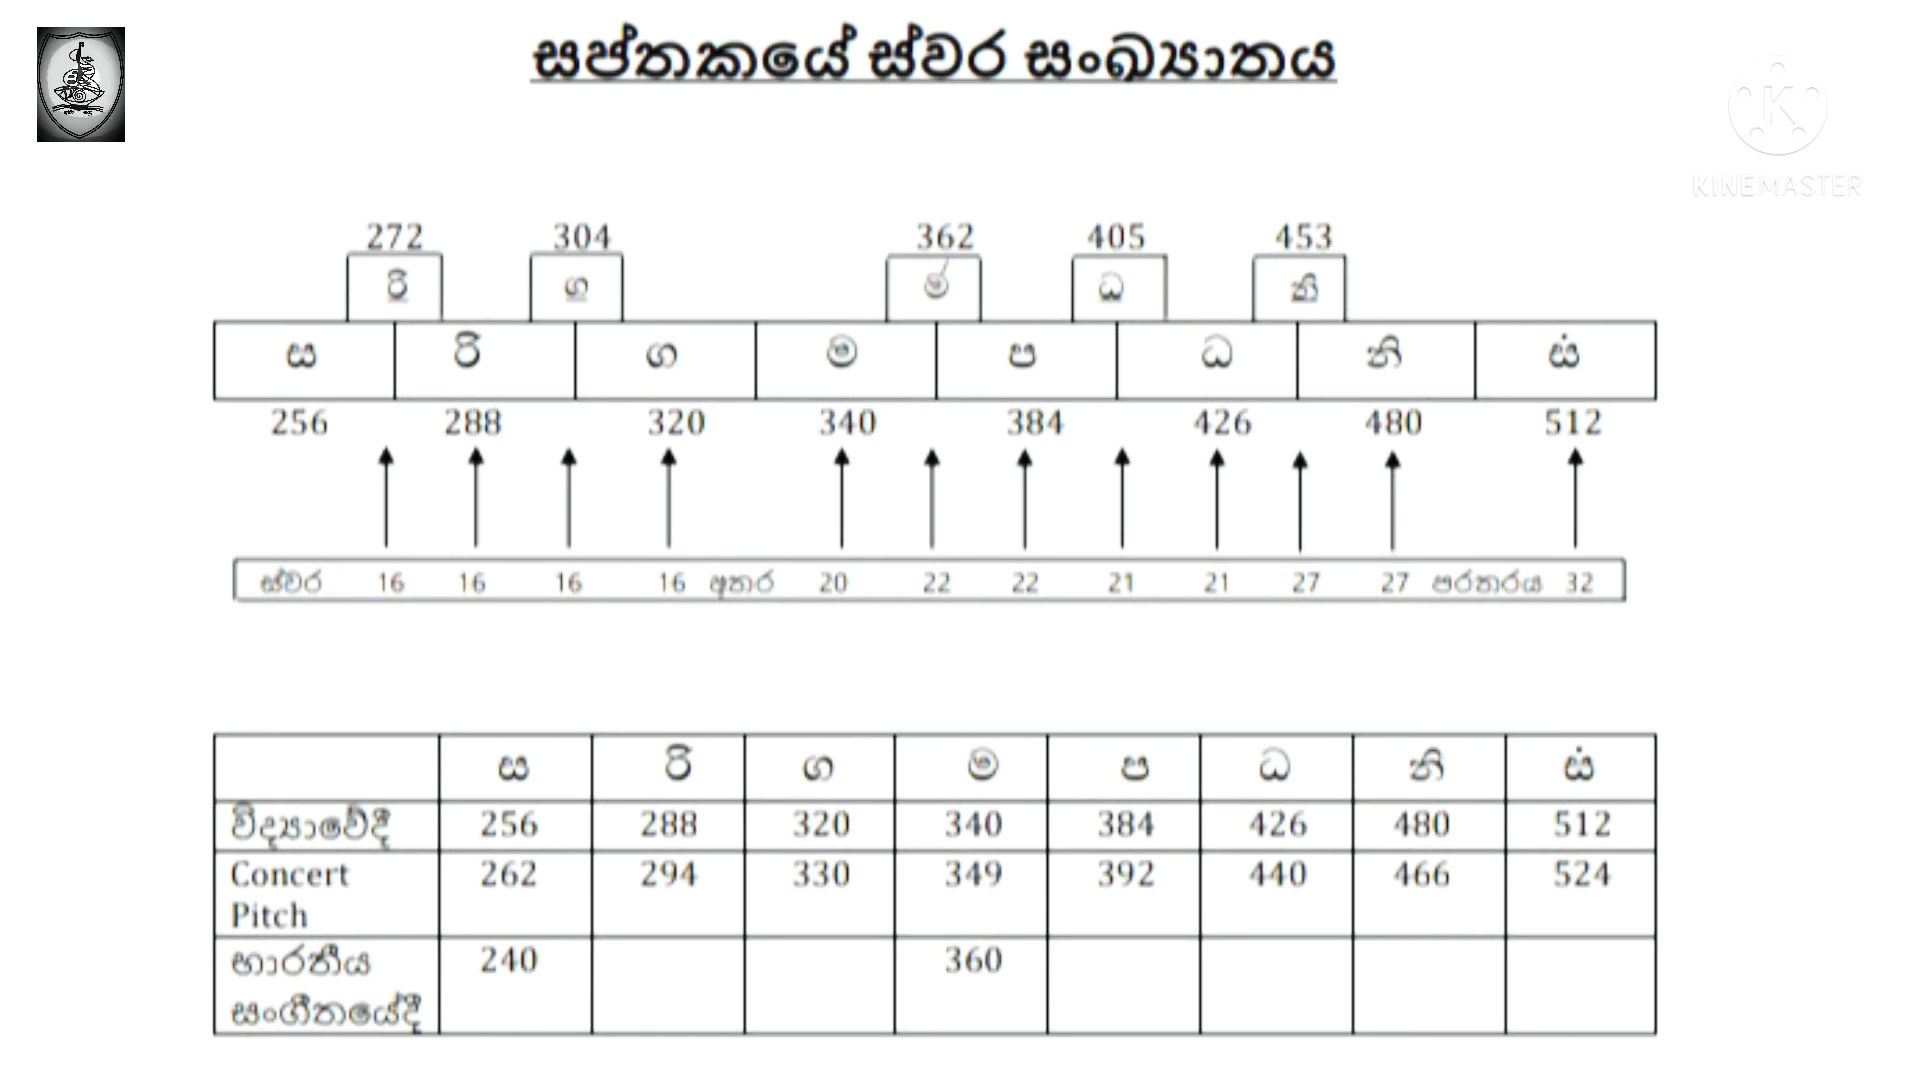 සප්තකයේ ස්වර සංඛ්‍යාතය
KINEMASTER
272 304 362 405 453
රි ග ම ධ නි
ස රි ග ම ප ධ නි ස්
256 288 320 340 384 426 480 512
ස්වර 16 16 16 16 අතර 20 22 22 21 21 27 27 පරතරය 32
ස රි ග ම ප ධ නි ස්
විද්‍යාවේදී 256 288 320 340 384 426 480 512
Concert 262 294 330 349 392 440 466 524
Pitch
භාරතීය 240 360
සංගීතයේදී